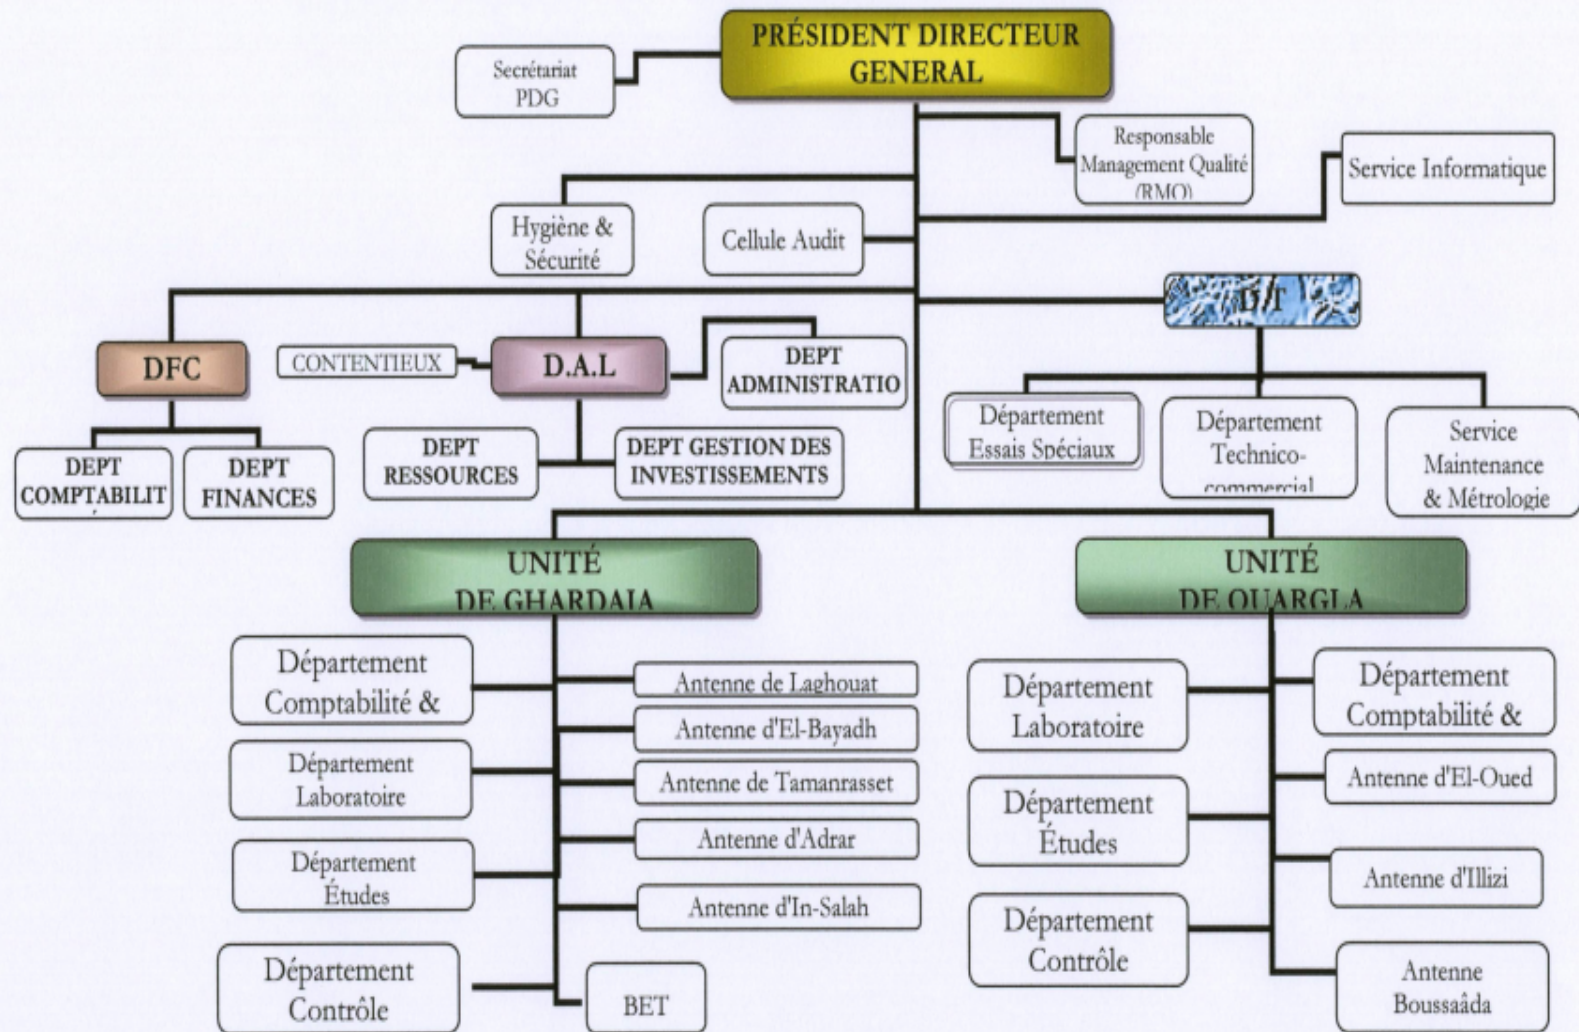 PRÉSIDENT DIRECTEUR
GENERAL
Secrétariat
PDG
Responsable
Management Qualité
(RMQ)
Service Informatique
Hygiène &
Sécurité
Cellule Audit
D/T
DFC
CONTENTIEUX
D.A.L
DEPT
ADMINISTRATIO
DEPT
COMPTABILIT
DEPT
FINANCES
DEPT
RESSOURCES
DEPT GESTION DES
INVESTISSEMENTS
Département
Essais Spéciaux
Département
Technico-
commercial
Service
Maintenance
& Métrologie
UNITÉ
DE GHARDAIA
UNITÉ
DE OUARGLA
Département
Comptabilité &
Département
Laboratoire
Département
Études
Département
Contrôle
Antenne de Laghouat
Antenne d'El-Bayadh
Antenne de Tamanrasset
Antenne d'Adrar
Antenne d'In-Salah
BET
Département
Laboratoire
Département
Études
Département
Contrôle
Département
Comptabilité &
Antenne d'El-Oued
Antenne d'Illizi
Antenne
Boussaâda